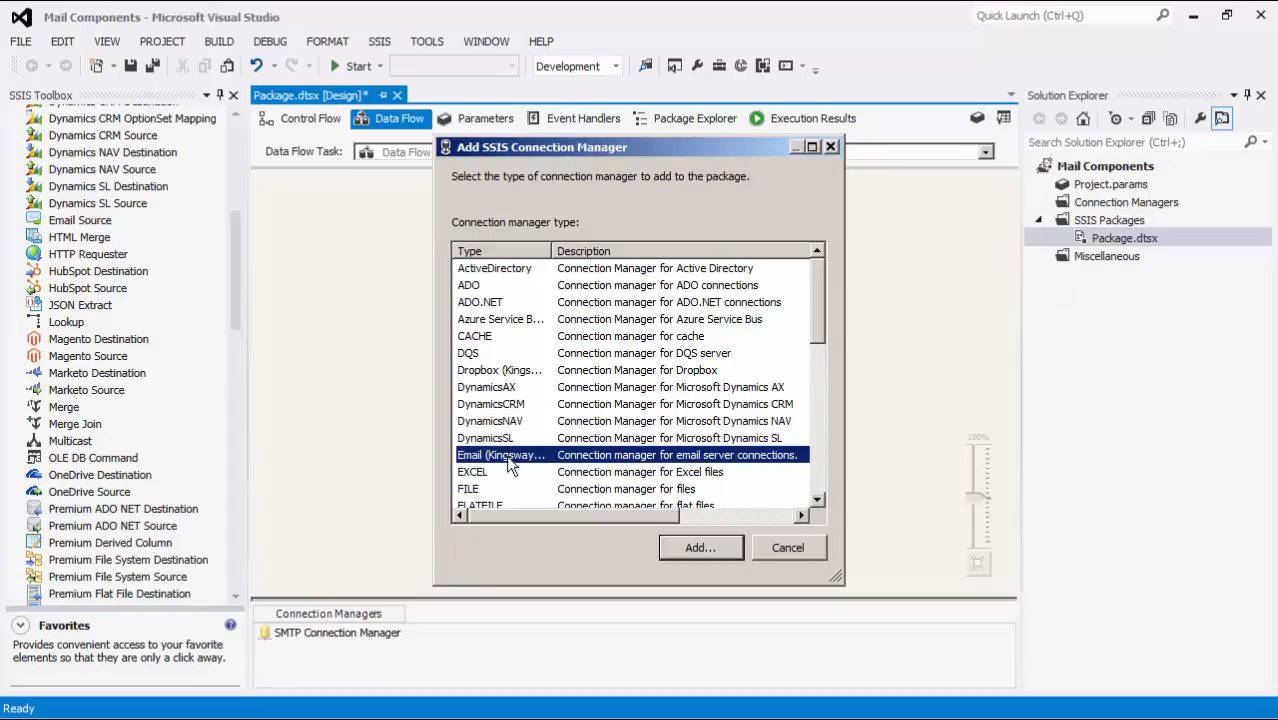 Mail Components - Microsoft Visual Studio
Quick Launch (Ctrl+Q)
FILE EDIT VIEW PROJECT BUILD DEBUG FORMAT SSIS TOOLS WINDOW HELP
Start
Development
SSIS Toolbox
Dynamics CRM OptionSet Mapping
Dynamics CRM Source
Dynamics NAV Destination
Dynamics NAV Source
Dynamics SL Destination
Dynamics SL Source
Email Source
HTML Merge
HTTP Requester
HubSpot Destination
HubSpot Source
JSON Extract
Lookup
Magento Destination
Magento Source
Marketo Destination
Marketo Source
Merge
Merge Join
Multicast
OLE DB Command
OneDrive Destination
OneDrive Source
Premium ADO NET Destination
Premium ADO NET Source
Premium Derived Column
Premium File System Destination
Premium File System Source
Premium Flat File Destination
Favorites
Provides convenient access to your favorite
elements so that they are only a click away.
Package.dtsx [Design]*
Control Flow Data Flow Parameters Event Handlers Package Explorer Execution Results
Data Flow Task: Data Flow
Add SSIS Connection Manager
Select the type of connection manager to add to the package.
Connection manager type:
Type Description
ActiveDirectory Connection Manager for Active Directory
ADO Connection manager for ADO connections
ADO.NET Connection manager for ADO.NET connections
Azure Service B... Connection Manager for Azure Service Bus
CACHE Connection manager for cache
DQS Connection manager for DQS server
Dropbox (Kings... Connection Manager for Dropbox
DynamicsAX Connection Manager for Microsoft Dynamics AX
DynamicsCRM Connection Manager for Microsoft Dynamics CRM
DynamicsNAV Connection Manager for Microsoft Dynamics NAV
DynamicsSL Connection Manager for Microsoft Dynamics SL
Email (Kingsway... Connection manager for email server connections.
EXCEL Connection manager for Excel files
FILE Connection manager for files
FLATFILE Connection manager for flat files
Add... Cancel
100%
Connection Managers
SMTP Connection Manager
Solution Explorer
Search Solution Explorer (Ctrl+;)
Mail Components
Project.params
Connection Managers
SSIS Packages
Package.dtsx
Miscellaneous
Ready